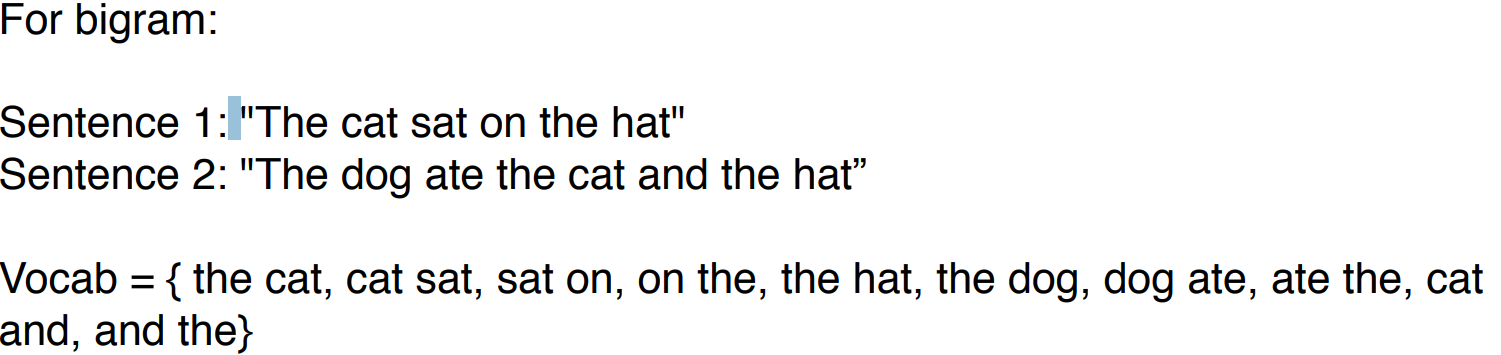 For bigram:
Sentence 1: "The cat sat on the hat"
Sentence 2: "The dog ate the cat and the hat”
Vocab = { the cat, cat sat, sat on, on the, the hat, the dog, dog ate, ate the, cat
and, and the}